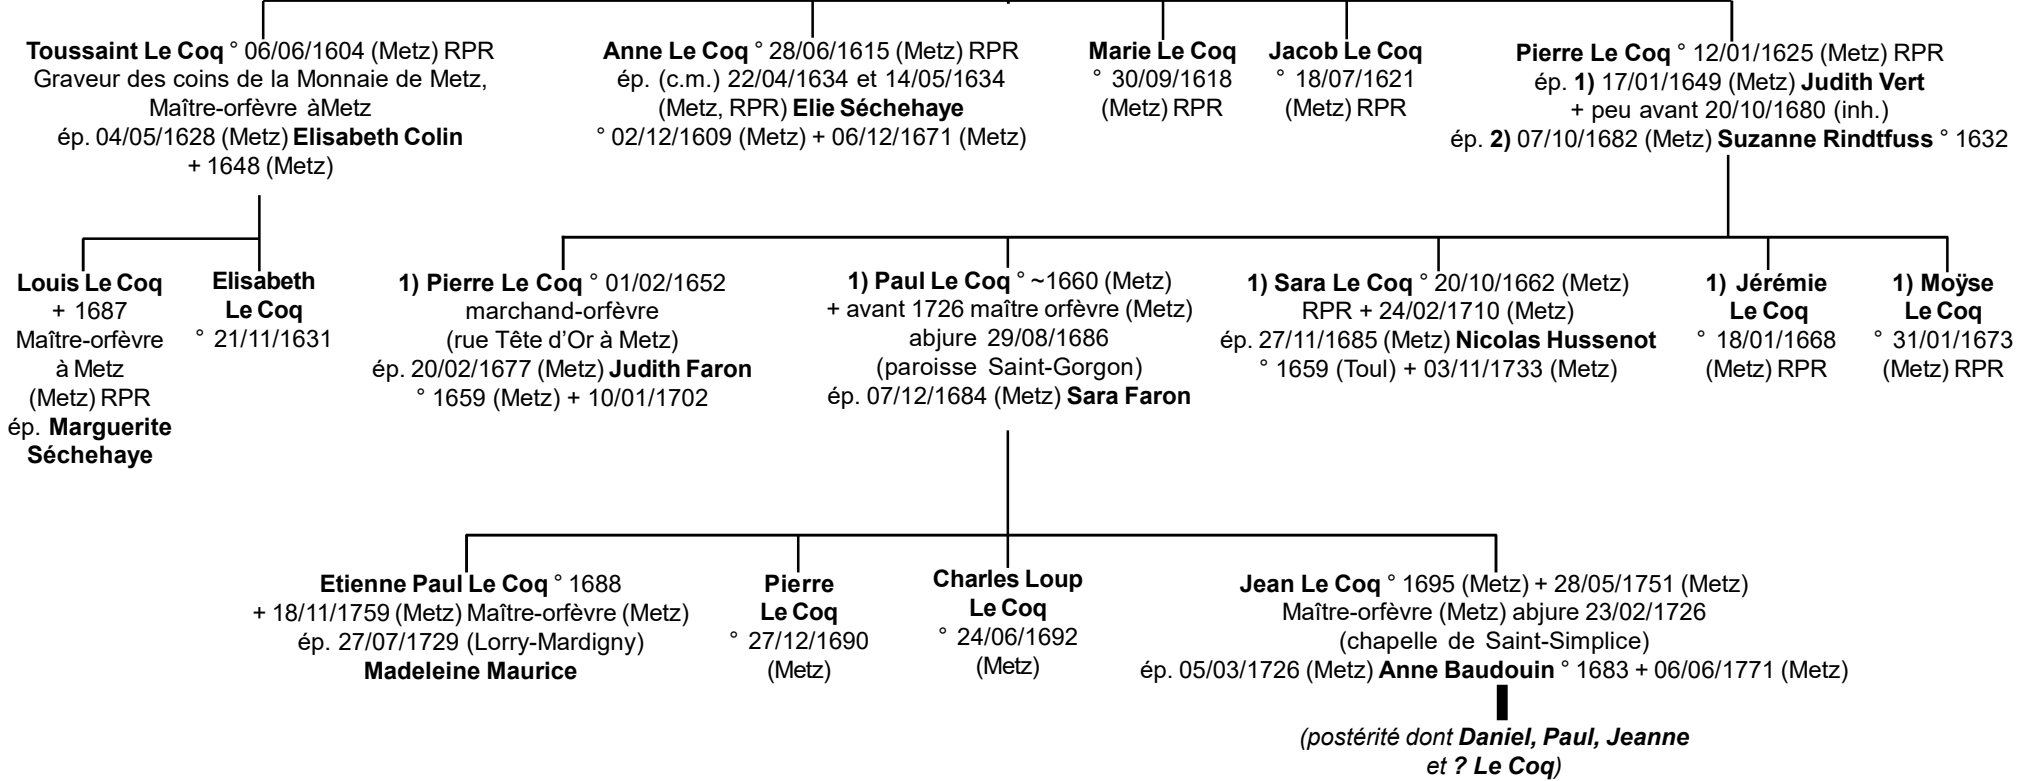 Toussaint Le Coq ° 06/06/1604 (Metz) RPR
Graveur des coins de la Monnaie de Metz,
Maître-orfèvre àMetz
ép. 04/05/1628 (Metz) Elisabeth Colin
+ 1648 (Metz)
Anne Le Coq ° 28/06/1615 (Metz) RPR
ép. (c.m.) 22/04/1634 et 14/05/1634
(Metz, RPR) Elie Séchehaye
° 02/12/1609 (Metz) + 06/12/1671 (Metz)
Marie Le Coq
° 30/09/1618
(Metz) RPR
Jacob Le Coq
° 18/07/1621
(Metz) RPR
Pierre Le Coq ° 12/01/1625 (Metz) RPR
ép. 1) 17/01/1649 (Metz) Judith Vert
+ peu avant 20/10/1680 (inh.)
ép. 2) 07/10/1682 (Metz) Suzanne Rindtfuss ° 1632
Louis Le Coq
+ 1687
Maître-orfèvre
à Metz
(Metz) RPR
ép. Marguerite
Séchehaye
Elisabeth
Le Coq
° 21/11/1631
1) Pierre Le Coq ° 01/02/1652
marchand-orfèvre
(rue Tête d'Or à Metz)
ép. 20/02/1677 (Metz) Judith Faron
° 1659 (Metz) + 10/01/1702
1) Paul Le Coq ° ~1660 (Metz)
+ avant 1726 maître orfèvre (Metz)
abjure 29/08/1686
(paroisse Saint-Gorgon)
ép. 07/12/1684 (Metz) Sara Faron
1) Sara Le Coq ° 20/10/1662 (Metz)
RPR + 24/02/1710 (Metz)
ép. 27/11/1685 (Metz) Nicolas Hussenot
° 1659 (Toul) + 03/11/1733 (Metz)
1) Jérémie
Le Coq
° 18/01/1668
(Metz) RPR
1) Moÿse
Le Coq
° 31/01/1673
(Metz) RPR
Etienne Paul Le Coq ° 1688
+ 18/11/1759 (Metz) Maître-orfèvre (Metz)
ép. 27/07/1729 (Lorry-Mardigny)
Madeleine Maurice
Pierre
Le Coq
° 27/12/1690
(Metz)
Charles Loup
Le Coq
° 24/06/1692
(Metz)
Jean Le Coq ° 1695 (Metz) + 28/05/1751 (Metz)
Maître-orfèvre (Metz) abjure 23/02/1726
(chapelle de Saint-Simplice)
ép. 05/03/1726 (Metz) Anne Baudouin ° 1683 + 06/06/1771 (Metz)
(postérité dont Daniel, Paul, Jeanne
et ? Le Coq)